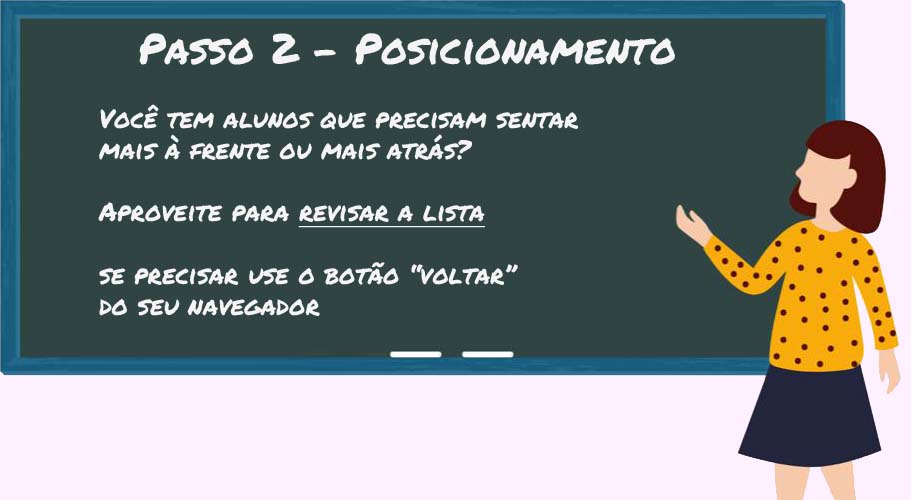 Passo 2 - Posicionamento
Você tem alunos que precisam sentar
mais à frente ou mais atrás?
Aproveite para revisar a lista
se precisar use o botão “voltar”
do seu navegador